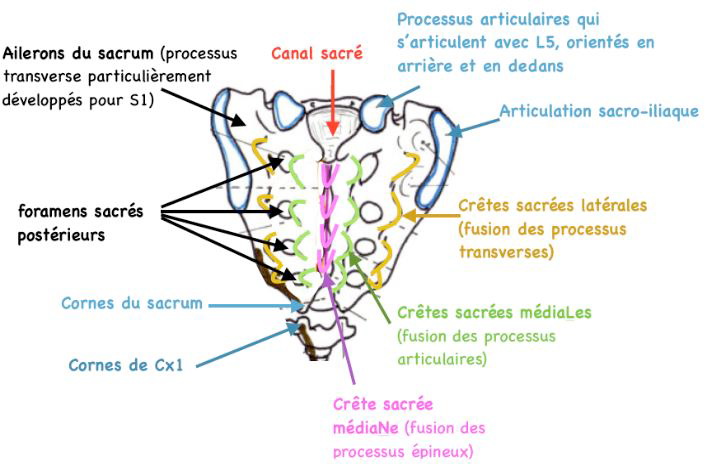 Processus articulaires qui
s'articulent avec L5, orientés en
arrière et en dedans
Ailerons du sacrum (processus
transverse particulièrement
développés pour S1)
Canal sacré
Articulation sacro-iliaque
foramens sacrés
postérieurs
Crêtes sacrées latérales
(fusion des processus
transverses)
Cornes du sacrum
Crêtes sacrées médiaLes
(fusion des processus
articulaires)
Cornes de Cx1
Crête sacrée
médiaNe (fusion des
processus épineux)